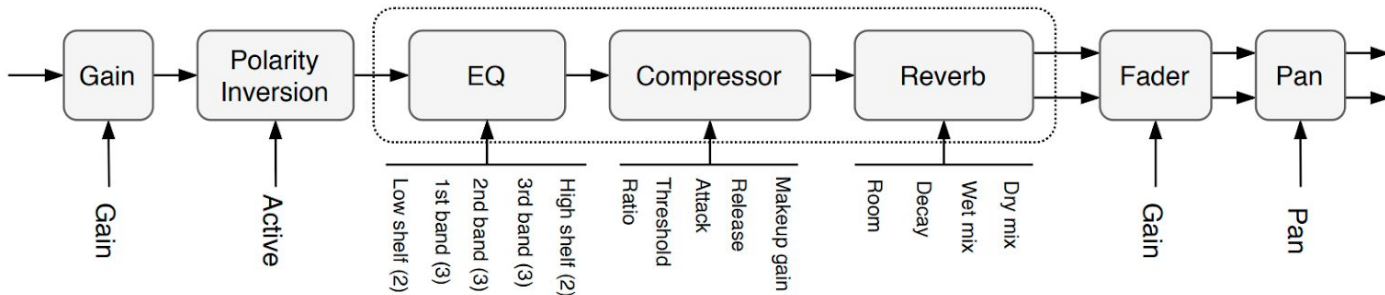 Gain
Polarity
Inversion
EQ
Compressor
Reverb
Fader
Pan
Gain
Active
Low shelf (2)
1st band (3)
2nd band (3)
3rd band (3)
High shelf (2)
Ratio
Threshold
Attack
Release
Makeup gain
Room
Decay
Wet mix
Dry mix
Gain
Pan